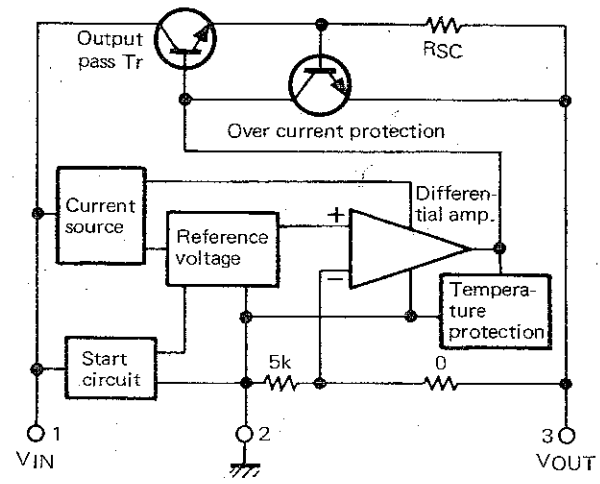 Output
pass Tr
RSC
Over current protection
Current
source
Differen-
tial amp.
Reference
voltage
+
−
Tempera-
ture
protection
Start
circuit
5k
0
1
2
3
VIN
VOUT